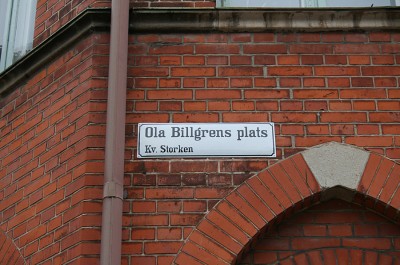 Ola Billgrens plats
Kv. Storken